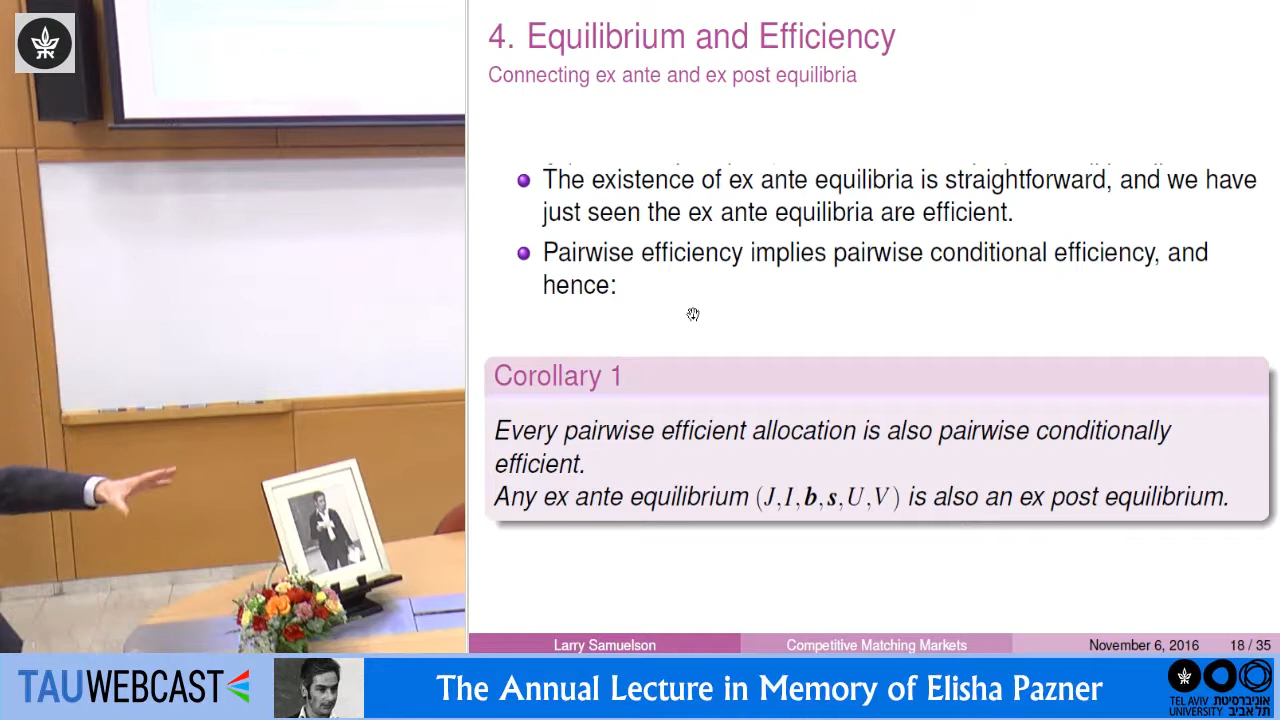 4. Equilibrium and Efficiency
Connecting ex ante and ex post equilibria
The existence of ex ante equilibria is straightforward, and we have
just seen the ex ante equilibria are efficient.
Pairwise efficiency implies pairwise conditional efficiency, and
hence:
Corollary 1
Every pairwise efficient allocation is also pairwise conditionally
efficient.
Any ex ante equilibrium (J,I,b,s,U,V) is also an ex post equilibrium.
Larry Samuelson
Competitive Matching Markets
November 6, 2016
18 / 35
TAUWEBCAST
The Annual Lecture in Memory of Elisha Pazner
TEL AVIV אוניברסיטת
UNIVERSITY תל אביב